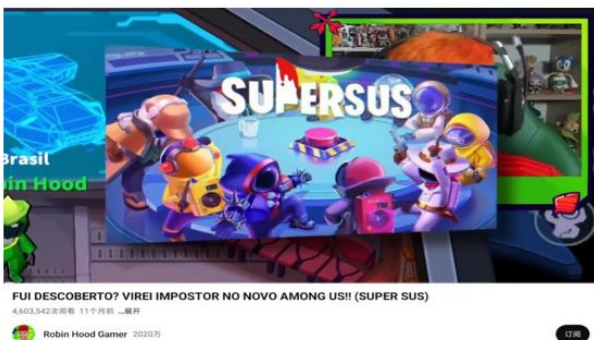 SUPERSUS
Brasil
in Hood
FUI DESCOBERTO? VIREI IMPOSTOR NO NOVO AMONG US!! (SUPER SUS)
4,603,542次观看 11个月前 ...展开
Robin Hood Gamer 2020万 订阅